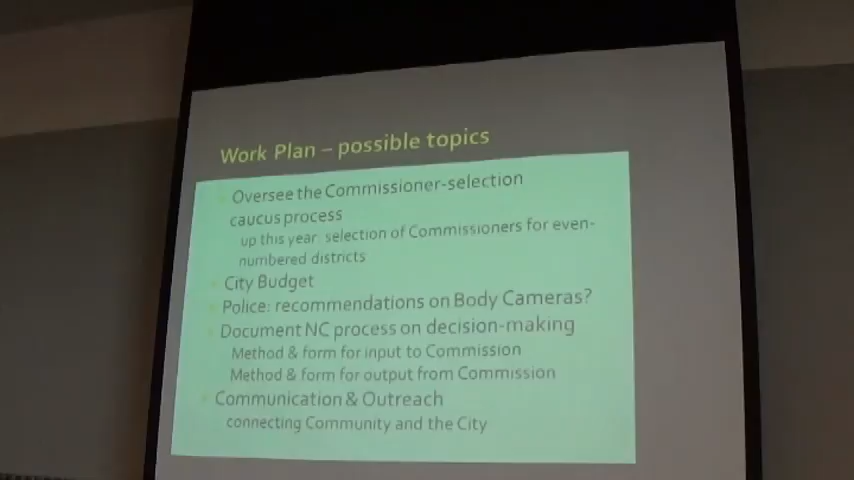 Work Plan – possible topics
Oversee the Commissioner-selection
caucus process
up this year selection of Commissioners for even-
numbered districts
City Budget
Police: recommendations on Body Cameras?
Document NC process on decision-making
Method & form for input to Commission
Method & form for output from Commission
Communication & Outreach
connecting Community and the City